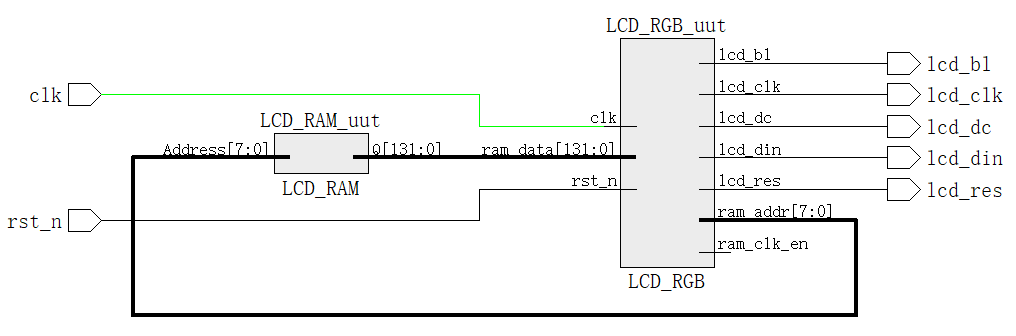 LCD_RGB_uut
lcd_bl
lcd_bl
clk
lcd_clk
lcd_clk
LCD_RAM_uut
clk
lcd_dc
lcd_dc
Address[7:0]
Q[131:0]
ram_data[131:0]
lcd_din
lcd_din
LCD_RAM
rst_n
lcd_res
lcd_res
rst_n
ram_addr[7:0]
ram_clk_en
LCD_RGB